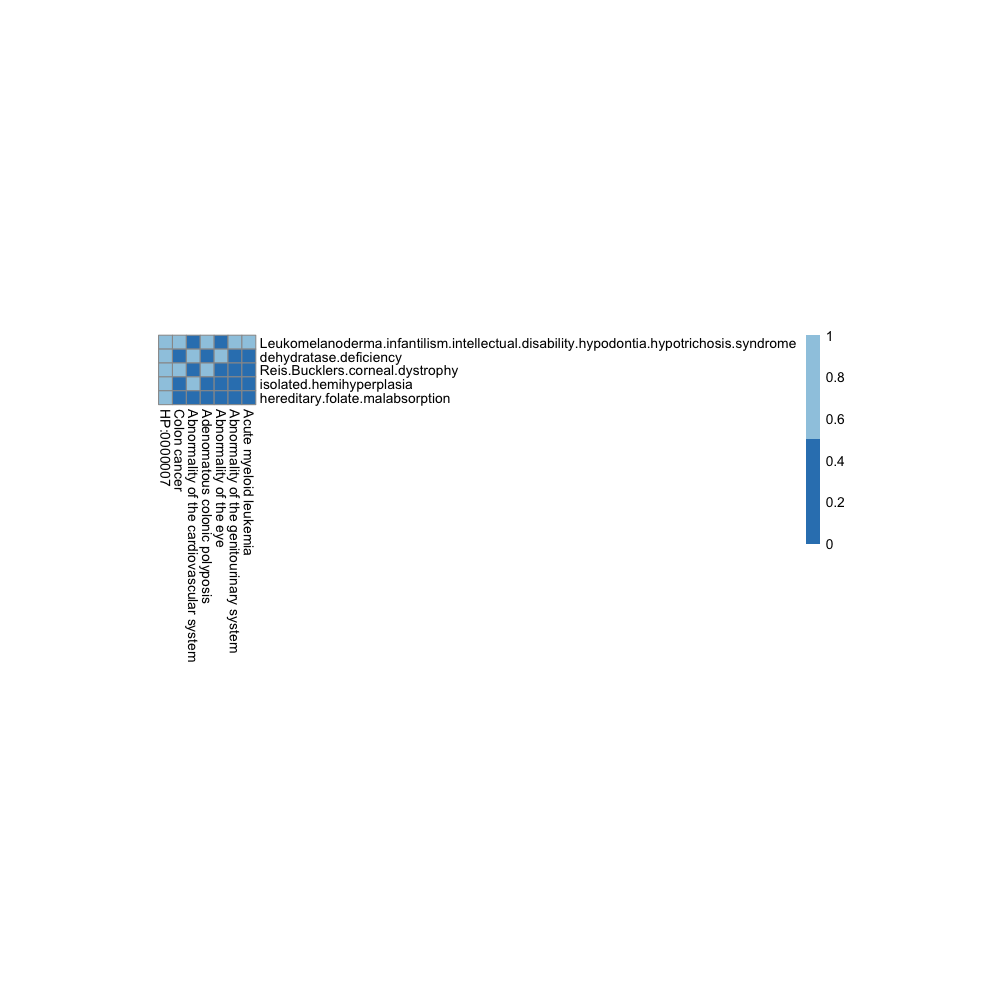 Leukomelanoderma.infantilism.intellectual.disability.hypodontia.hypotrichosis.syndrome
dehydratase.deficiency
Reis.Bucklers.corneal.dystrophy
isolated.hemihyperplasia
hereditary.folate.malabsorption
HP:0000007
Colon cancer
Abnormality of the cardiovascular system
Adenomatous colonic polyposis
Abnormality of the eye
Abnormality of the genitourinary system
Acute myeloid leukemia
1
0.8
0.6
0.4
0.2
0